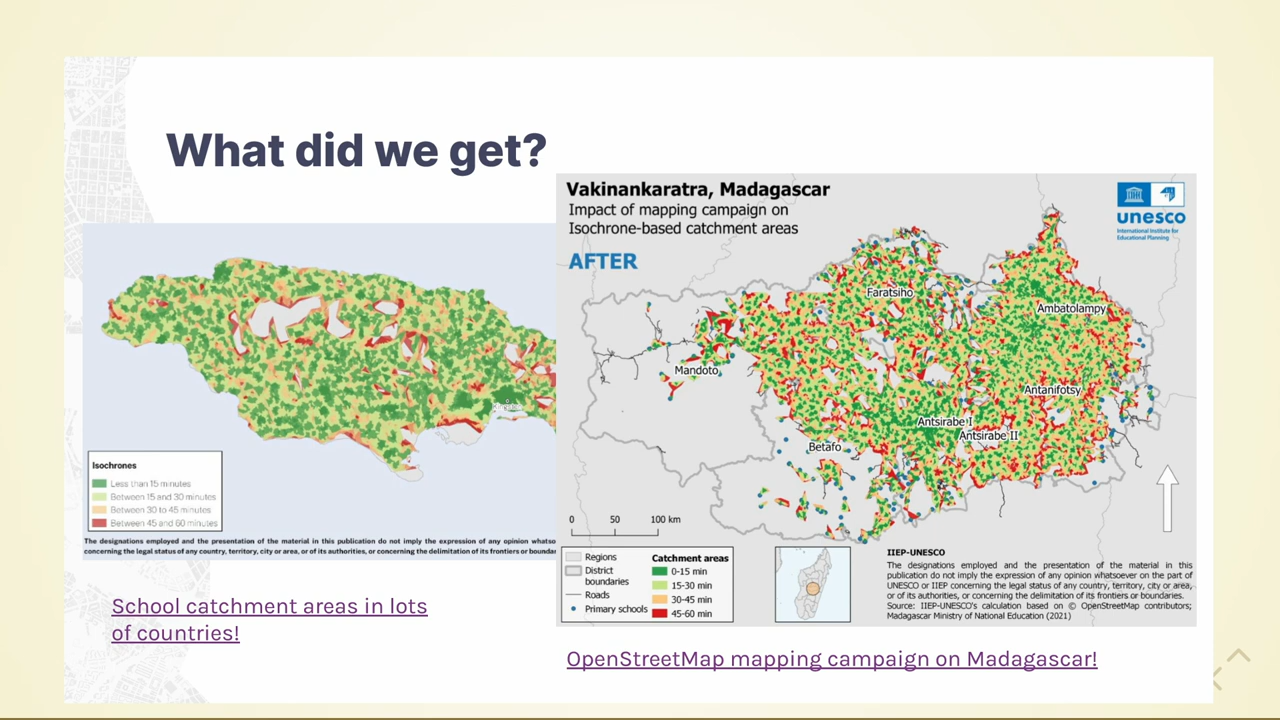 What did we get?
Isochrones
Less than 15 minutes
Between 15 and 30 minutes
Between 30 to 45 minutes
Between 45 and 60 minutes
The designations employed and the presentation of the material in this publication do not imply the expression of any opinion whatso
concerning the legal status of any country, territory, city or area, or of its authorities, or concerning the delimitation of its frontiers or boundar
School catchment areas in lots
of countries!
Vakinankaratra, Madagascar
Impact of mapping campaign on
Isochrone-based catchment areas
AFTER
unesco
International Institute for
Educational Planning
Faratsiho
Ambatolampy
Mandoto
Antanifotsy
Antsirabe I
Antsirabe II
Betafo
0 50 100 km
Regions
District
boundaries
Roads
Primary schools
Catchment areas
0-15 min
15-30 min
30-45 min
45-60 min
IIEP-UNESCO
The designations employed and the presentation of the material in this
publication do not imply the expression of any opinion whatsoever on the part of
UNESCO or IIEP concerning the legal status of any country, territory, city or area,
or of its authorities, or concerning the delimitation of its frontiers or boundaries.
Source: IIEP-UNESCO's calculation based on © OpenStreetMap contributors;
Madagascar Ministry of National Education (2021)
OpenStreetMap mapping campaign on Madagascar!